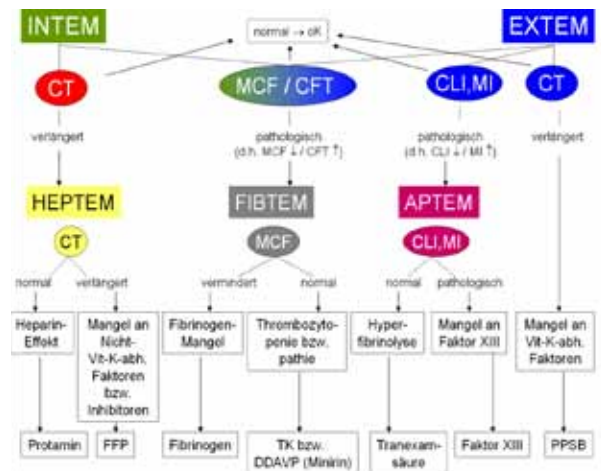 INTEM
normal → oK
EXTEM
CT
MCF / CFT
CLI,MI
CT
verlängert
pathologisch
(d.h. MCF ↓ / CFT ↑)
pathologisch
(d.h. CLI ↓ / MI ↑)
verlängert
HEPTEM
FIBTEM
APTEM
CT
MCF
CLI,MI
normal
verlängert
vermindert
normal
normal
pathologisch
Heparin-
Effekt
Mangel an
Nicht-
Vit-K-abh.
Faktoren
bzw.
Inhibitoren
Fibrinogen-
Mangel
Thrombozyto-
penie bzw.
pathie
Hyper-
fibrinolyse
Mangel an
Faktor XIII
Mangel an
Vit-K-abh.
Faktoren
Protamin
FFP
Fibrinogen
TK bzw.
DDAVP (Minirin)
Tranexam-
säure
Faktor XIII
PPSB